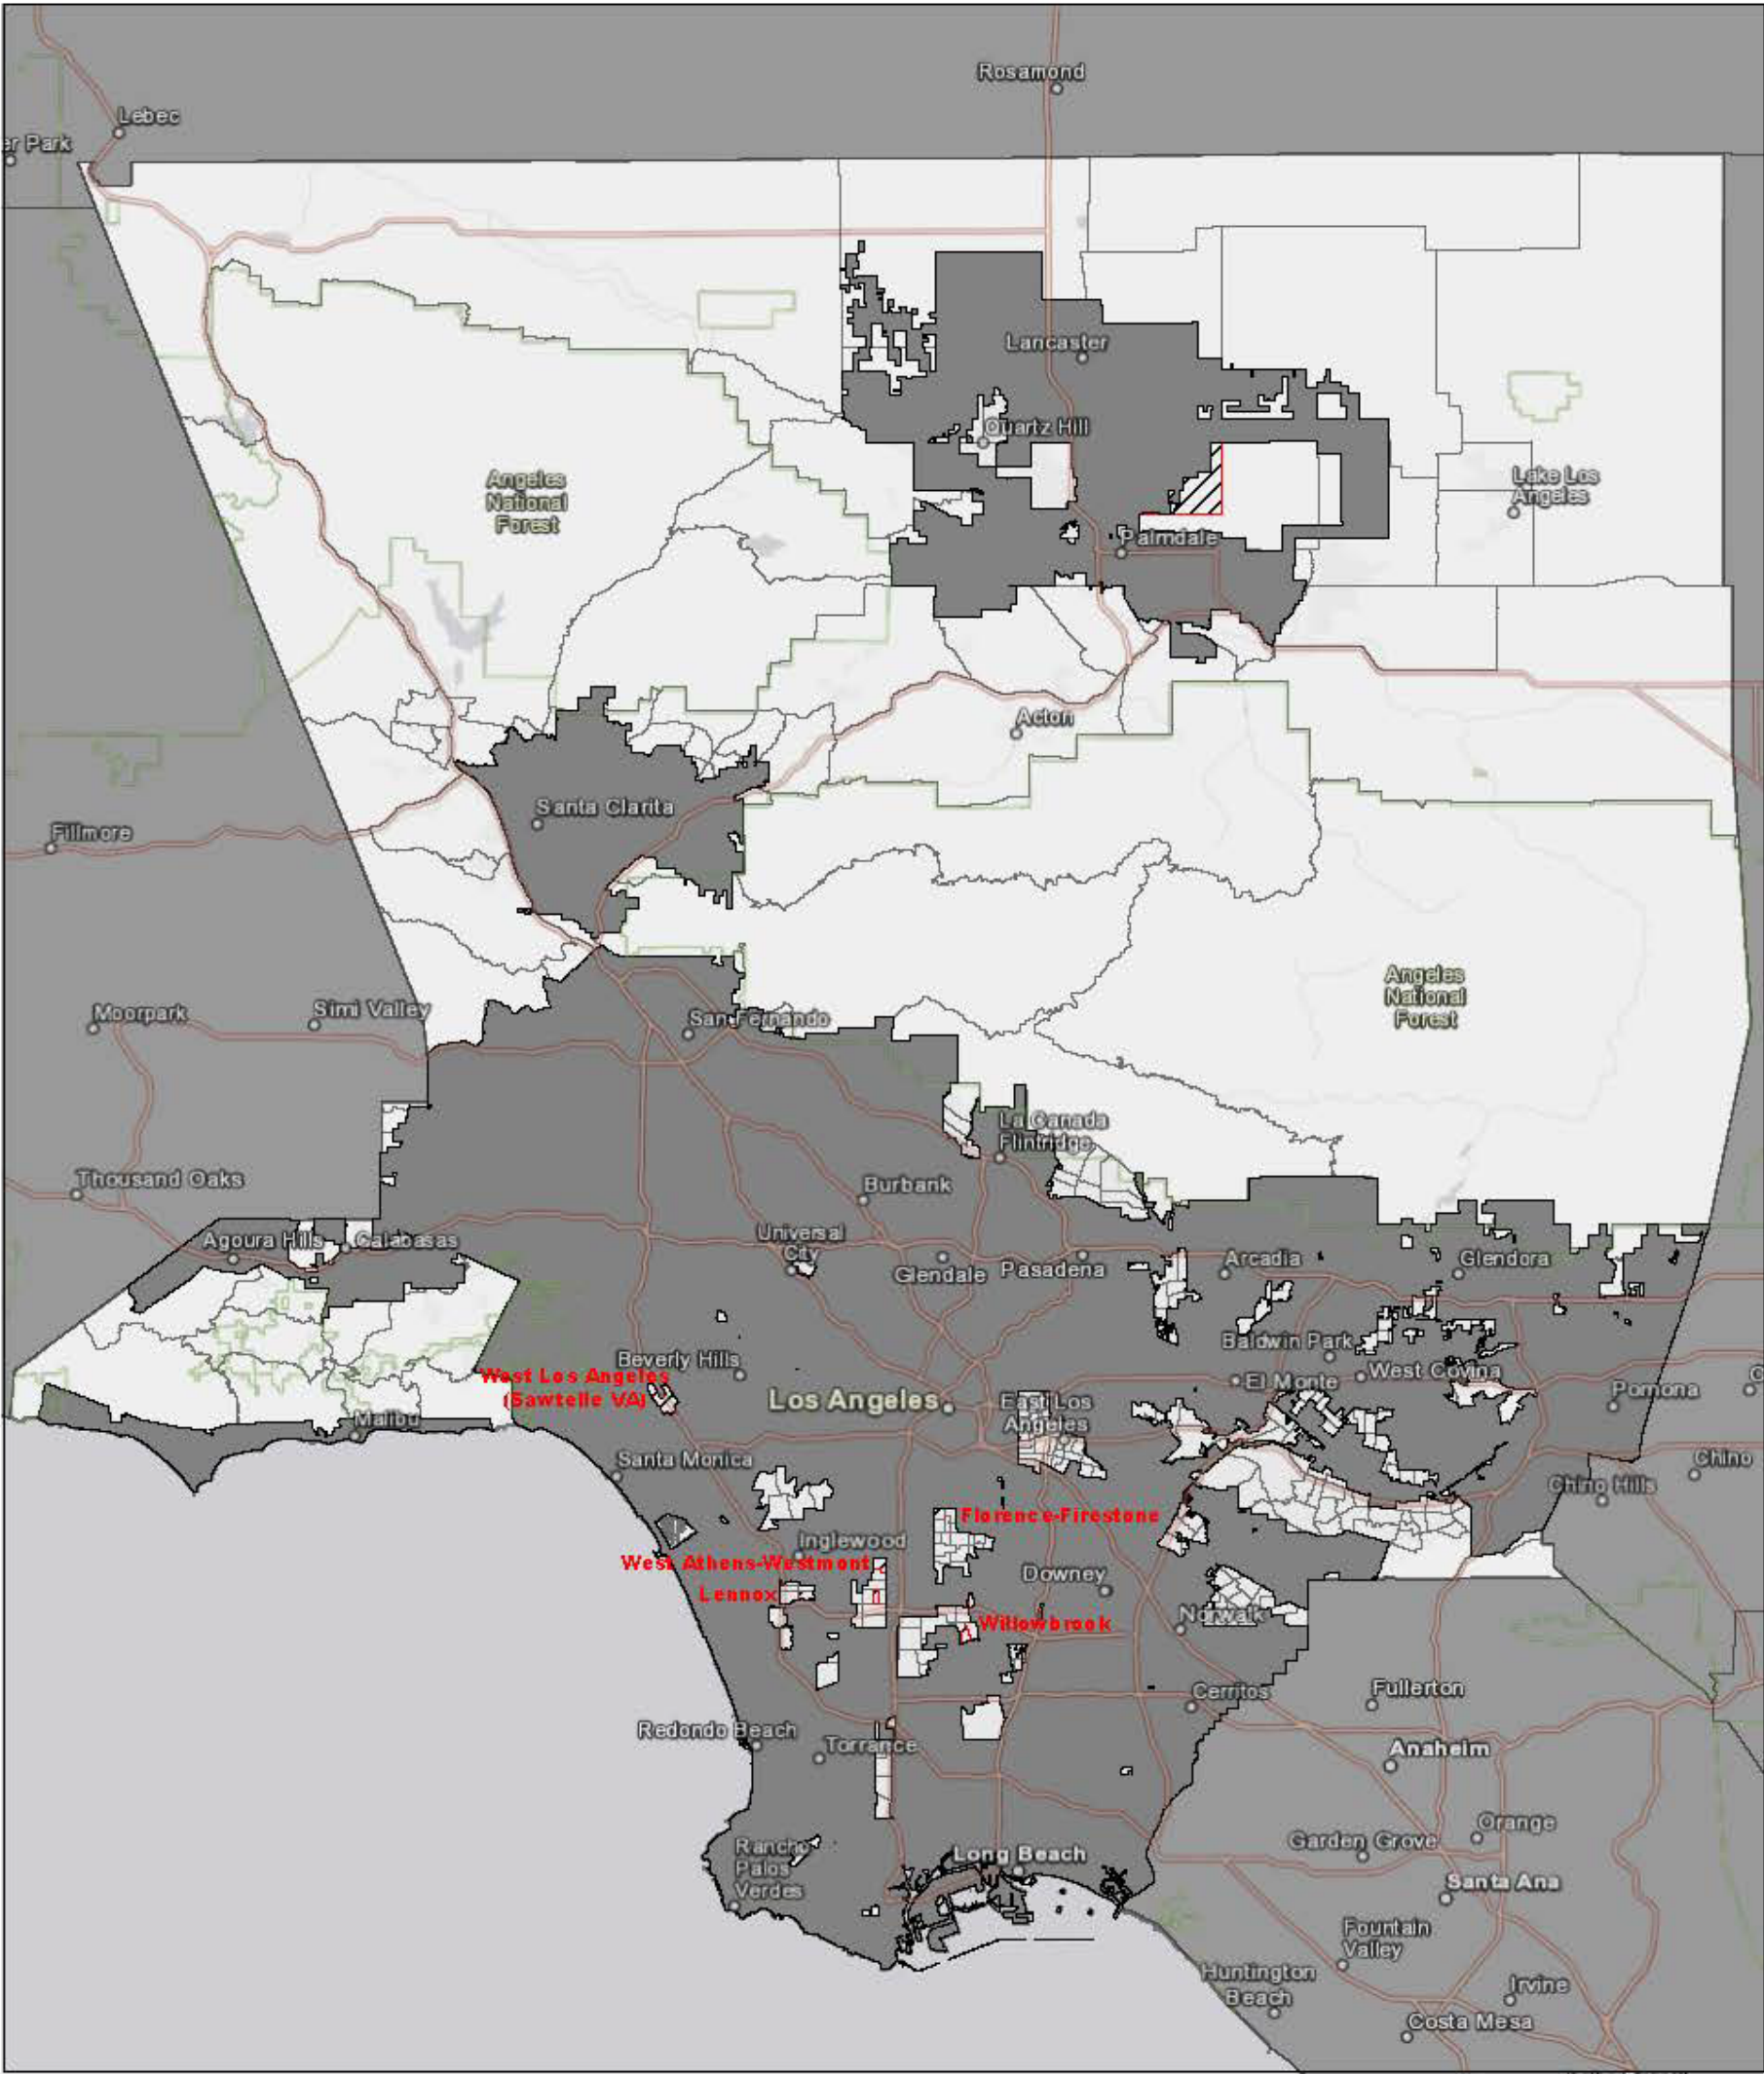 Rosamond
Lebec
er Park
Lancaster
Quartz Hill
Angeles
National
Forest
Lake Los
Angeles
Palmdale
Acton
Santa Clarita
Fillmore
Angeles
National
Forest
Moorpark
Simi Valley
San Fernando
La Canada
Flintridge
Thousand Oaks
Burbank
Universal
City
Agoura Hills
Calabasas
Glendale
Pasadena
Arcadia
Glendora
Baldwin Park
Beverly Hills
West Los Angeles
(Sawtelle VA)
El Monte
West Covina
Pomona
Los Angeles
East Los
Angeles
Malibu
Santa Monica
Chino
Chino Hills
Florence-Firestone
Inglewood
West Athens-Westmont
Lennox
Downey
Willowbrook
Norwalk
Cerritos
Fullerton
Redondo Beach
Torrance
Anaheim
Orange
Garden Grove
Rancho
Palos
Verdes
Long Beach
Santa Ana
Fountain
Valley
Huntington
Beach
Irvine
Costa Mesa